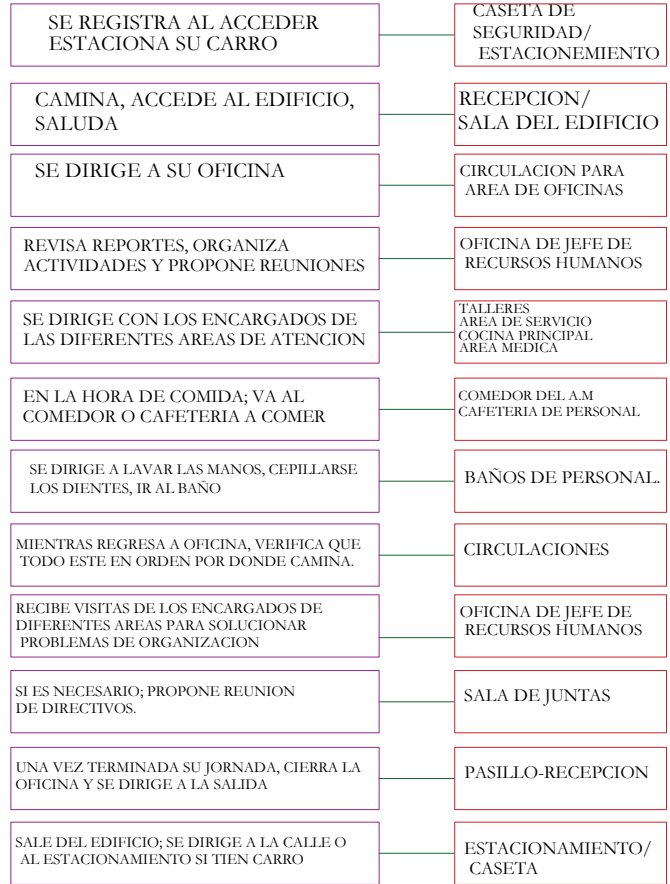 SE REGISTRA AL ACCEDER
ESTACIONA SU CARRO
CASETA DE
SEGURIDAD/
ESTACIONEMIENTO
CAMINA, ACCEDE AL EDIFICIO,
SALUDA
RECEPCION/
SALA DEL EDIFICIO
SE DIRIGE A SU OFICINA
CIRCULACION PARA
AREA DE OFICINAS
REVISA REPORTES, ORGANIZA
ACTIVIDADES Y PROPONE REUNIONES
OFICINA DE JEFE DE
RECURSOS HUMANOS
SE DIRIGE CON LOS ENCARGADOS DE
LAS DIFERENTES AREAS DE ATENCION
TALLERES
AREA DE SERVICIO
COCINA PRINCIPAL
AREA MEDICA
EN LA HORA DE COMIDA; VA AL
COMEDOR O CAFETERIA A COMER
COMEDOR DEL A.M
CAFETERIA DE PERSONAL
SE DIRIGE A LAVAR LAS MANOS, CEPILLARSE
LOS DIENTES, IR AL BAÑO
BAÑOS DE PERSONAL.
MIENTRAS REGRESA A OFICINA, VERIFICA QUE
TODO ESTE EN ORDEN POR DONDE CAMINA.
CIRCULACIONES
RECIBE VISITAS DE LOS ENCARGADOS DE
DIFERENTES AREAS PARA SOLUCIONAR
PROBLEMAS DE ORGANIZACION
OFICINA DE JEFE DE
RECURSOS HUMANOS
SI ES NECESARIO; PROPONE REUNION
DE DIRECTIVOS.
SALA DE JUNTAS
UNA VEZ TERMINADA SU JORNADA, CIERRA LA
OFICINA Y SE DIRIGE A LA SALIDA
PASILLO-RECEPCION
SALE DEL EDIFICIO; SE DIRIGE A LA CALLE O
AL ESTACIONAMIENTO SI TIEN CARRO
ESTACIONAMIENTO/
CASETA